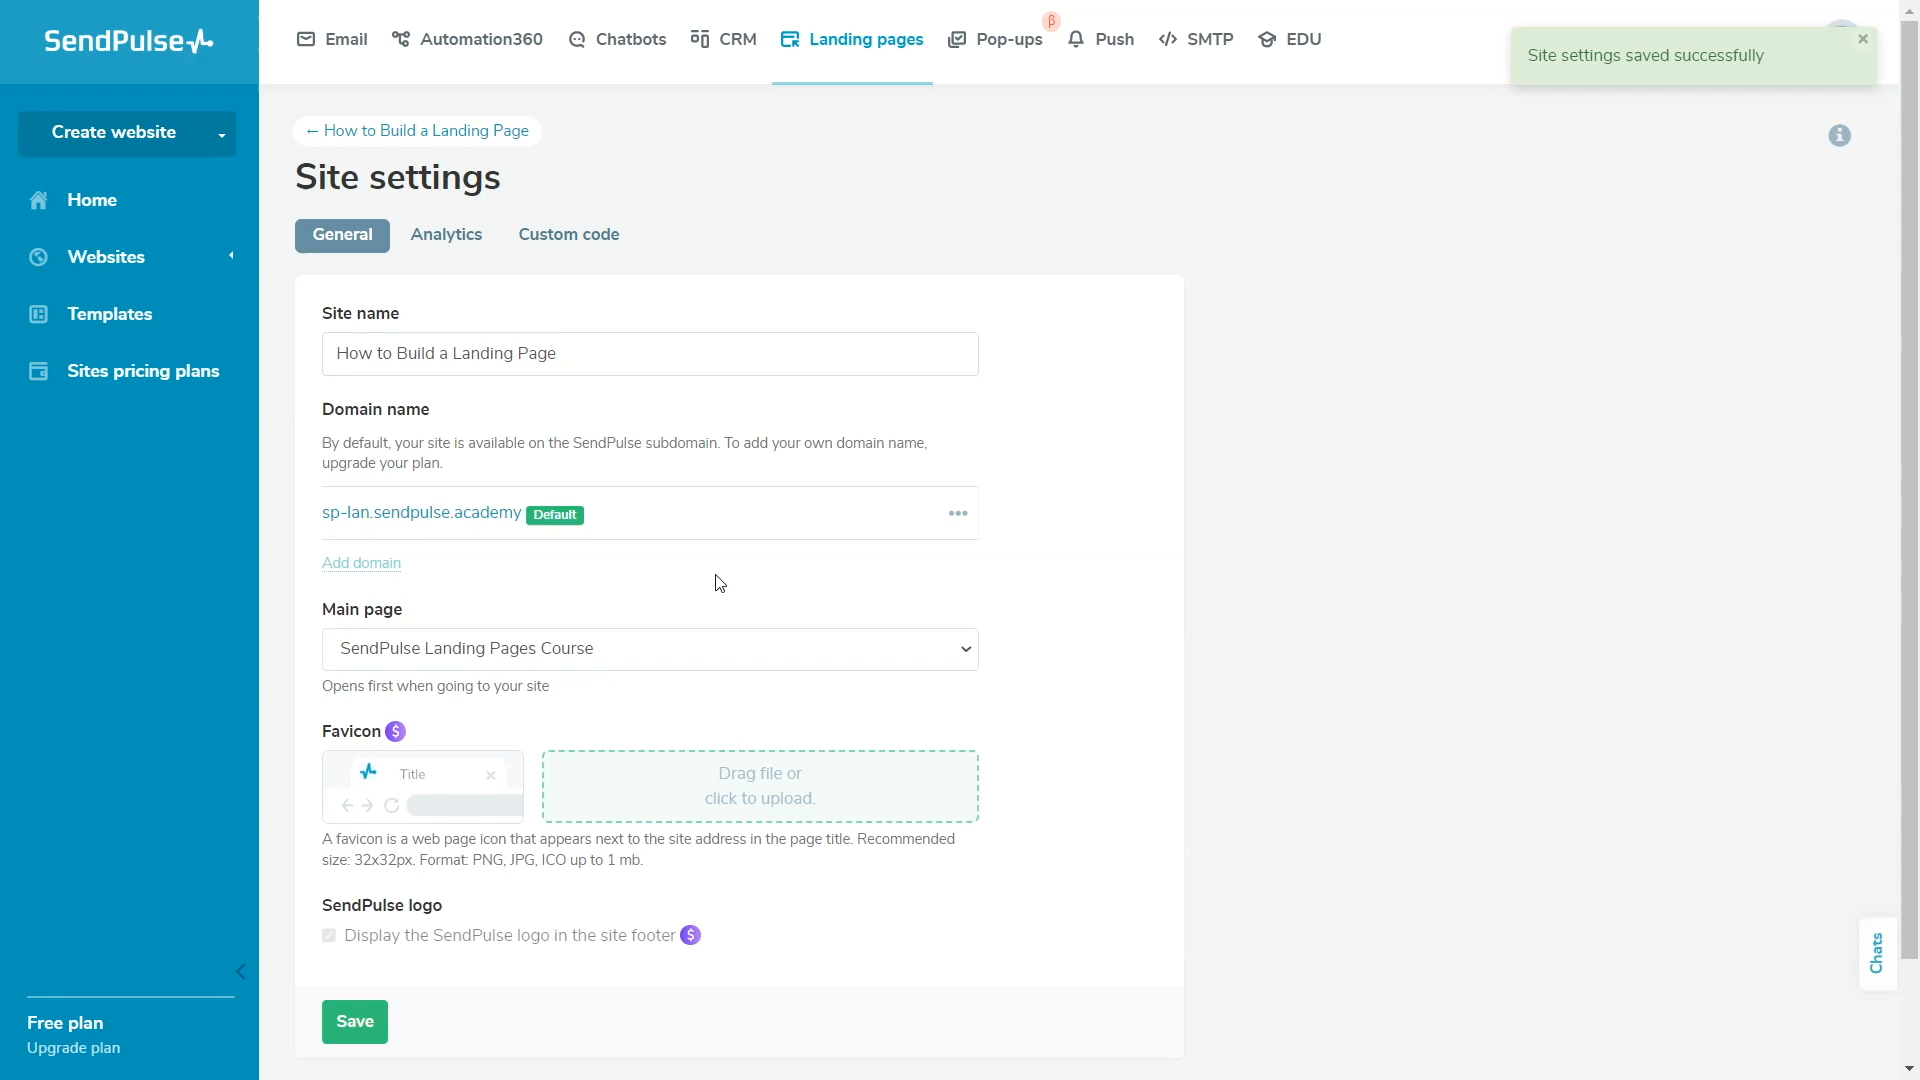 SendPulse
Email
Automation360
Chatbots
CRM
Landing pages
Pop-ups
β
Push
SMTP
EDU
Site settings saved successfully
Create website
Home
Websites
Templates
Sites pricing plans
← How to Build a Landing Page
Site settings
General
Analytics
Custom code
Site name
How to Build a Landing Page
Domain name
By default, your site is available on the SendPulse subdomain. To add your own domain name,
upgrade your plan.
sp-lan.sendpulse.academy Default
Add domain
Main page
SendPulse Landing Pages Course
Opens first when going to your site
Favicon $
Title
Drag file or
click to upload.
A favicon is a web page icon that appears next to the site address in the page title. Recommended
size: 32x32px. Format: PNG, JPG, ICO up to 1 mb.
SendPulse logo
Display the SendPulse logo in the site footer $
Save
Free plan
Upgrade plan
Chats